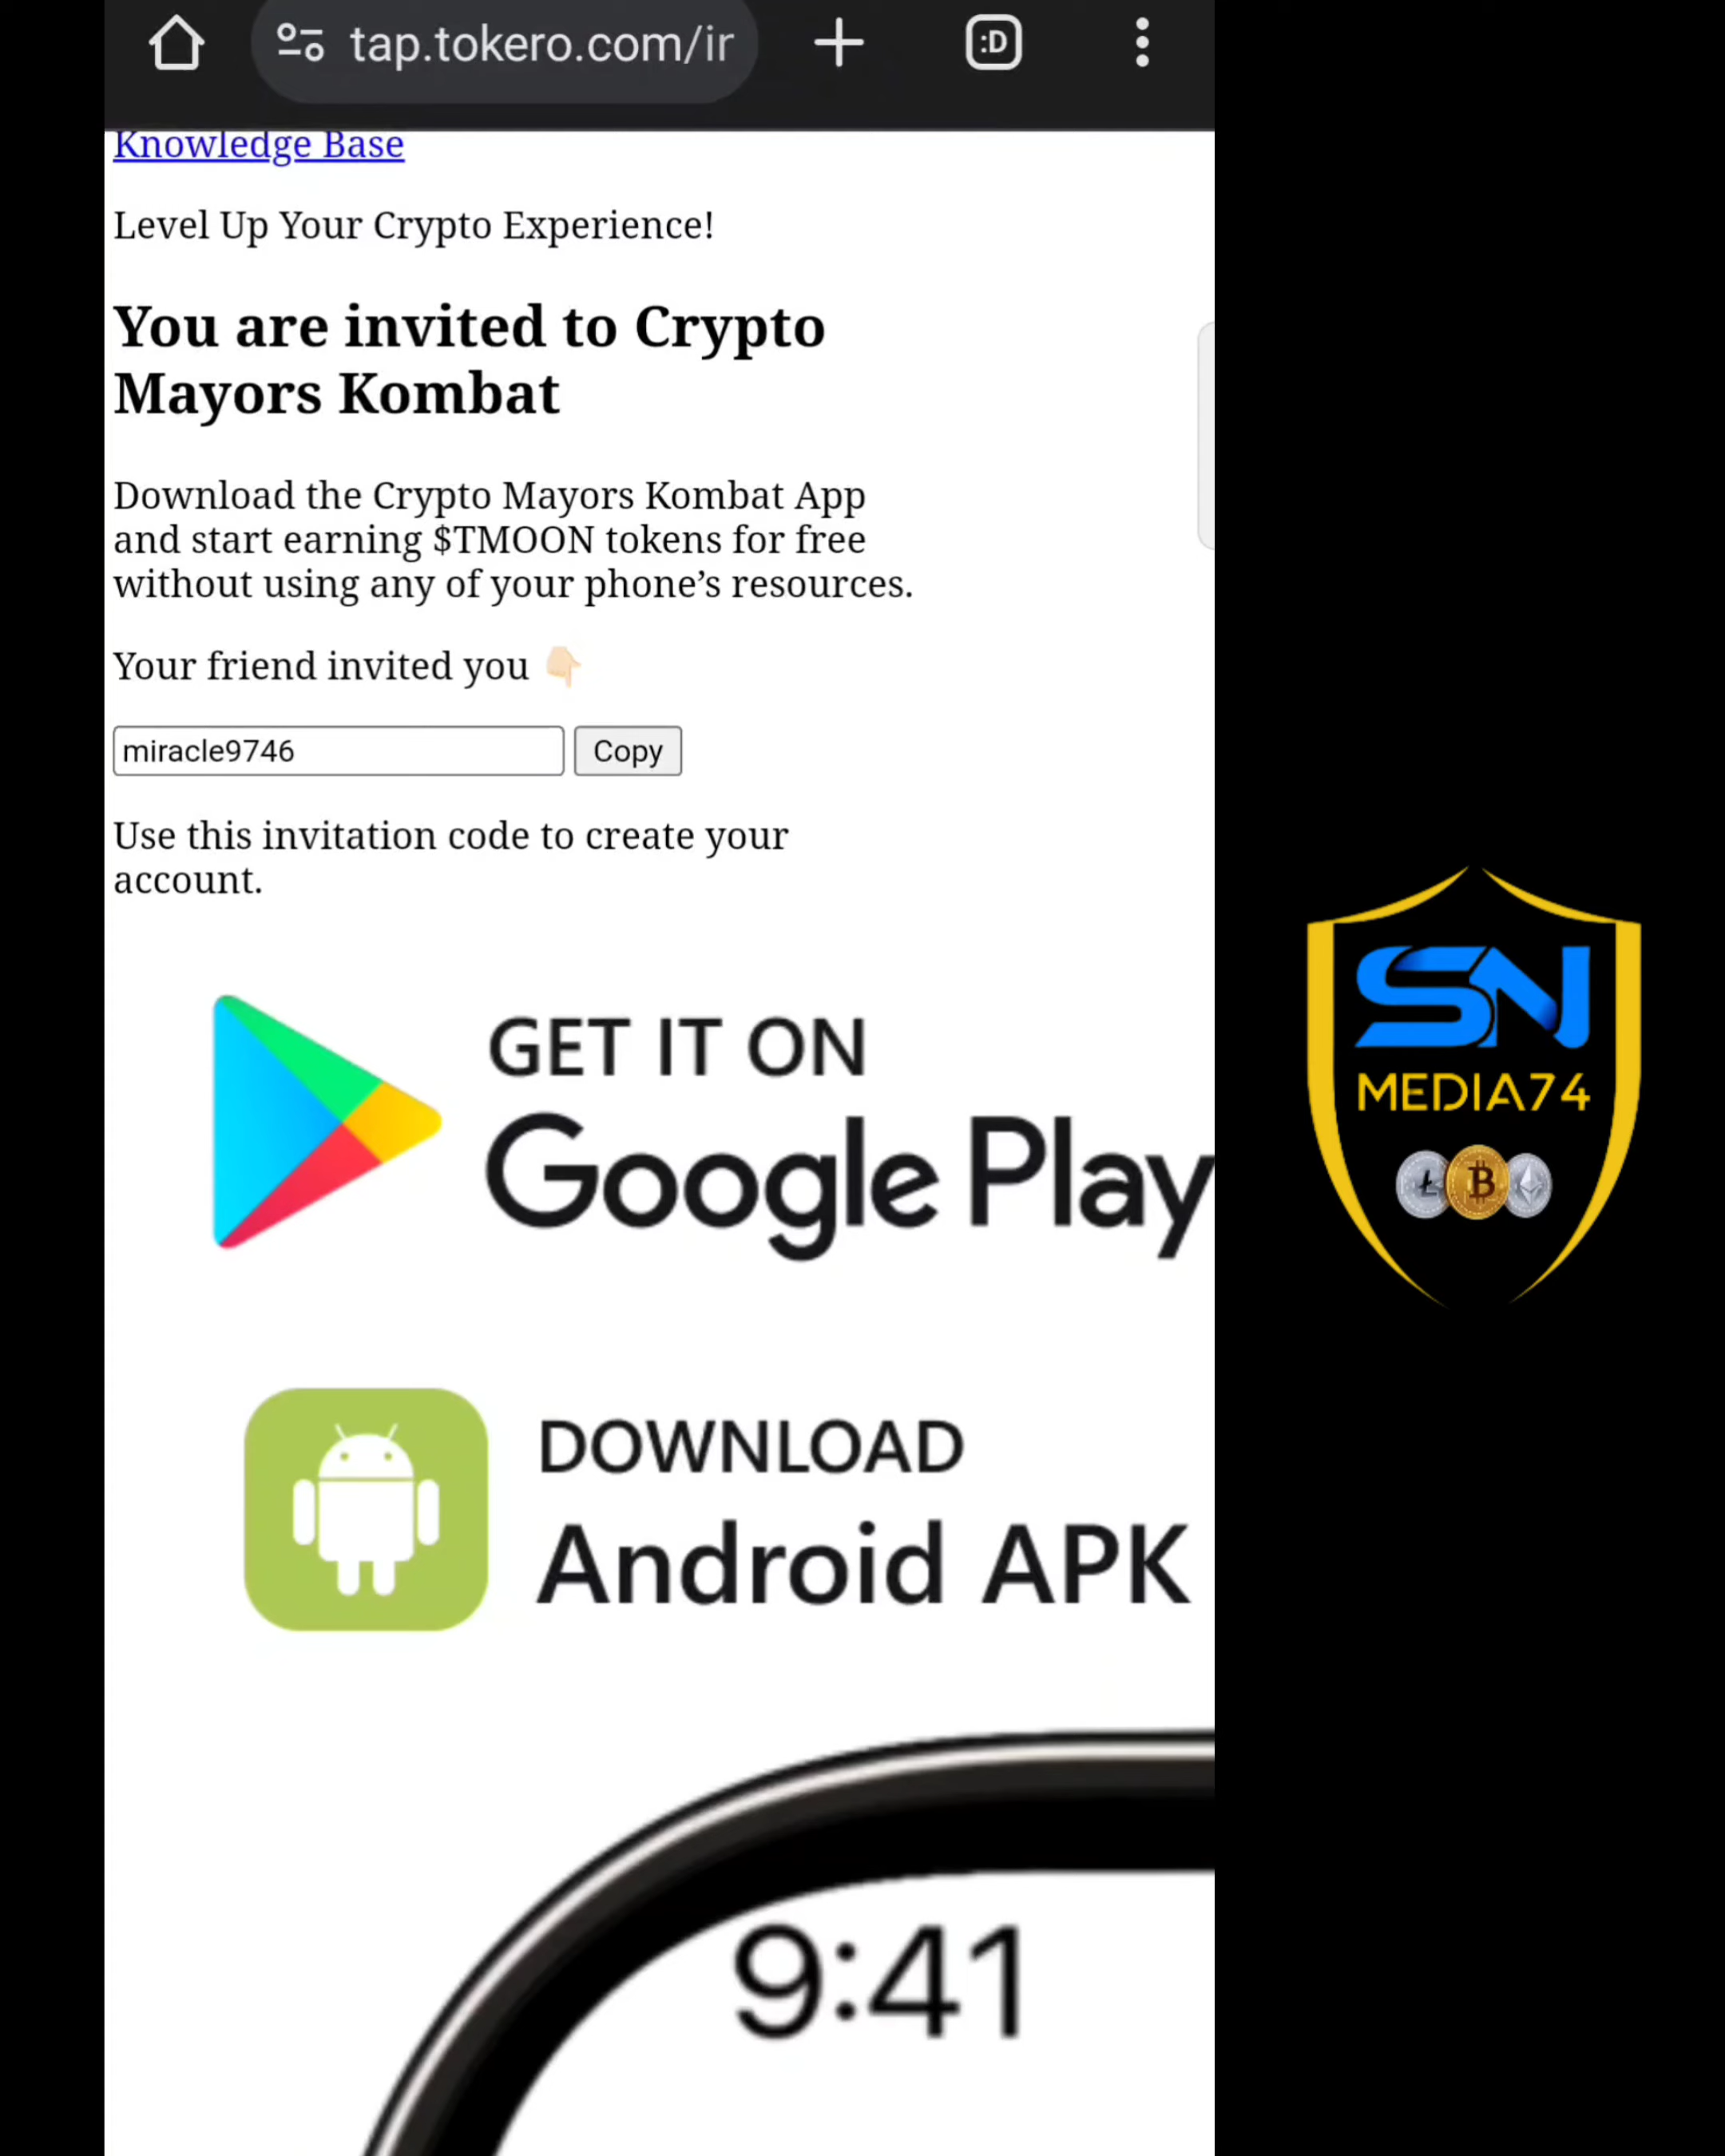 tap.tokero.com/ir
:D
Knowledge Base
Level Up Your Crypto Experience!
You are invited to Crypto
Mayors Kombat
Download the Crypto Mayors Kombat App
and start earning $TMOON tokens for free
without using any of your phone’s resources.
Your friend invited you 👇🏻
miracle9746
Copy
Use this invitation code to create your
account.
GET IT ON
Google Play
DOWNLOAD
Android APK
9:41
SN
MEDIA74